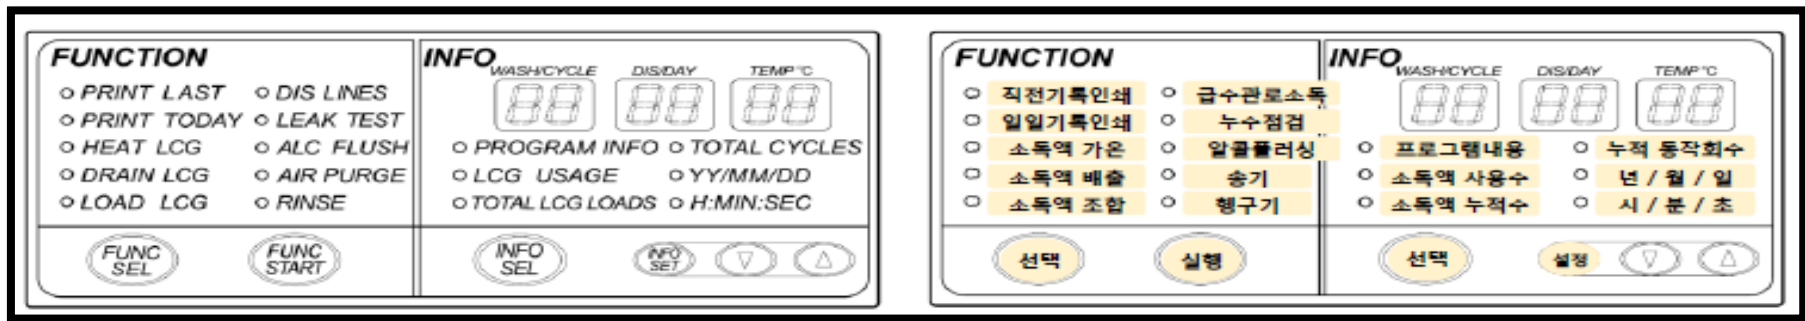 FUNCTION
PRINT LAST DIS LINES
PRINT TODAY LEAK TEST
HEAT LCG ALC FLUSH
DRAIN LCG AIR PURGE
LOAD LCG RINSE
FUNC SEL
FUNC START
INFO
WASH/CYCLE DIS/DAY TEMP °C
88 88 88
PROGRAM INFO TOTAL CYCLES
LCG USAGE YY/MM/DD
TOTAL LCG LOADS H:MIN:SEC
INFO SEL
INFO SET
FUNCTION
직전기록인쇄 급수관로소독
일일기록인쇄 누수점검
소독액 가온 알콜플러싱
소독액 배출 송기
소독액 조합 헹구기
선택 실행
INFO
WASH/CYCLE DIS/DAY TEMP °C
88 88 88
프로그램내용 누적 동작회수
소독액 사용수 년 / 월 / 일
소독액 누적수 시 / 분 / 초
선택 설정